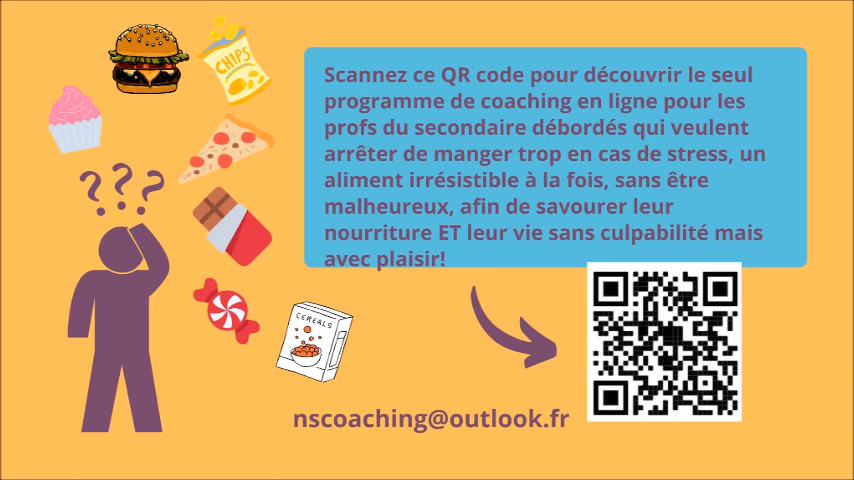 CHIPS
Scannez ce QR code pour découvrir le seul
programme de coaching en ligne pour les
profs du secondaire débordés qui veulent
arrêter de manger trop en cas de stress, un
aliment irrésistible à la fois, sans être
malheureux, afin de savourer leur
nourriture ET leur vie sans culpabilité mais
avec plaisir!
???
CEREALS
nscoaching@outlook.fr